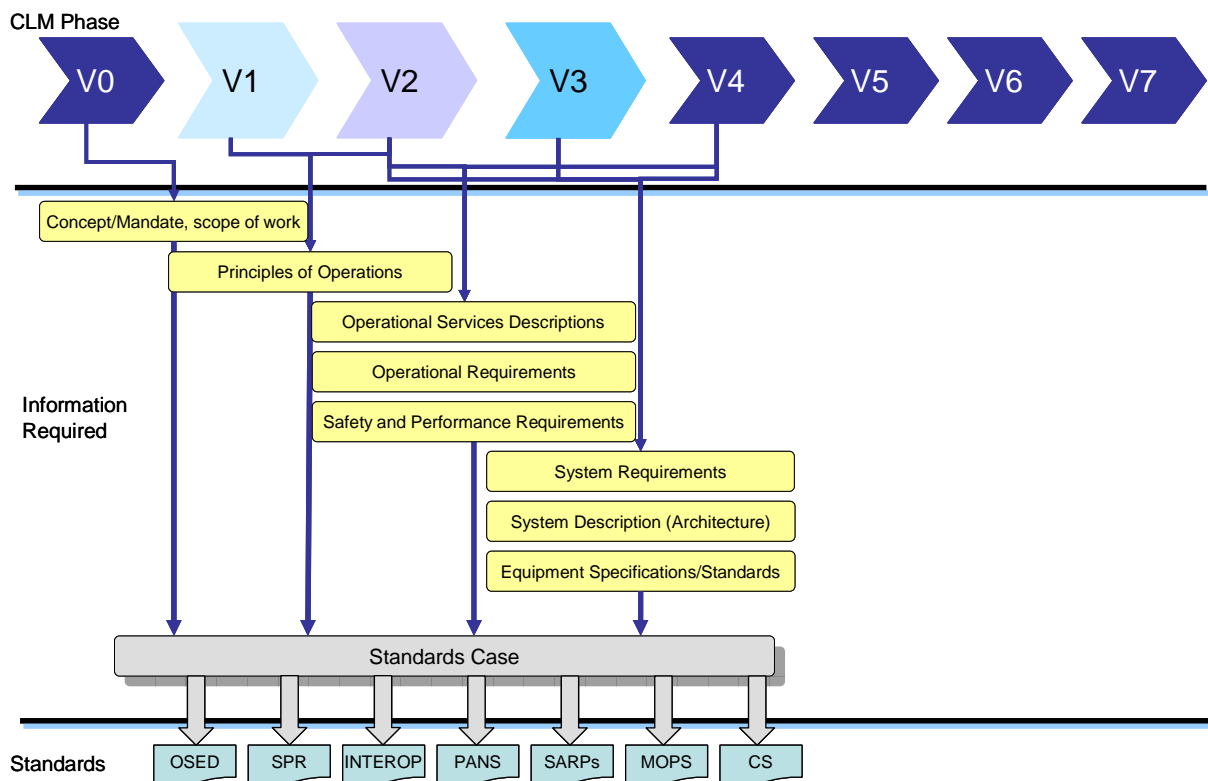 CLM Phase
V0
V1
V2
V3
V4
V5
V6
V7
Concept/Mandate, scope of work
Principles of Operations
Operational Services Descriptions
Operational Requirements
Information
Required
Safety and Performance Requirements
System Requirements
System Description (Architecture)
Equipment Specifications/Standards
Standards Case
Standards
OSED
SPR
INTEROP
PANS
SARPs
MOPS
CS